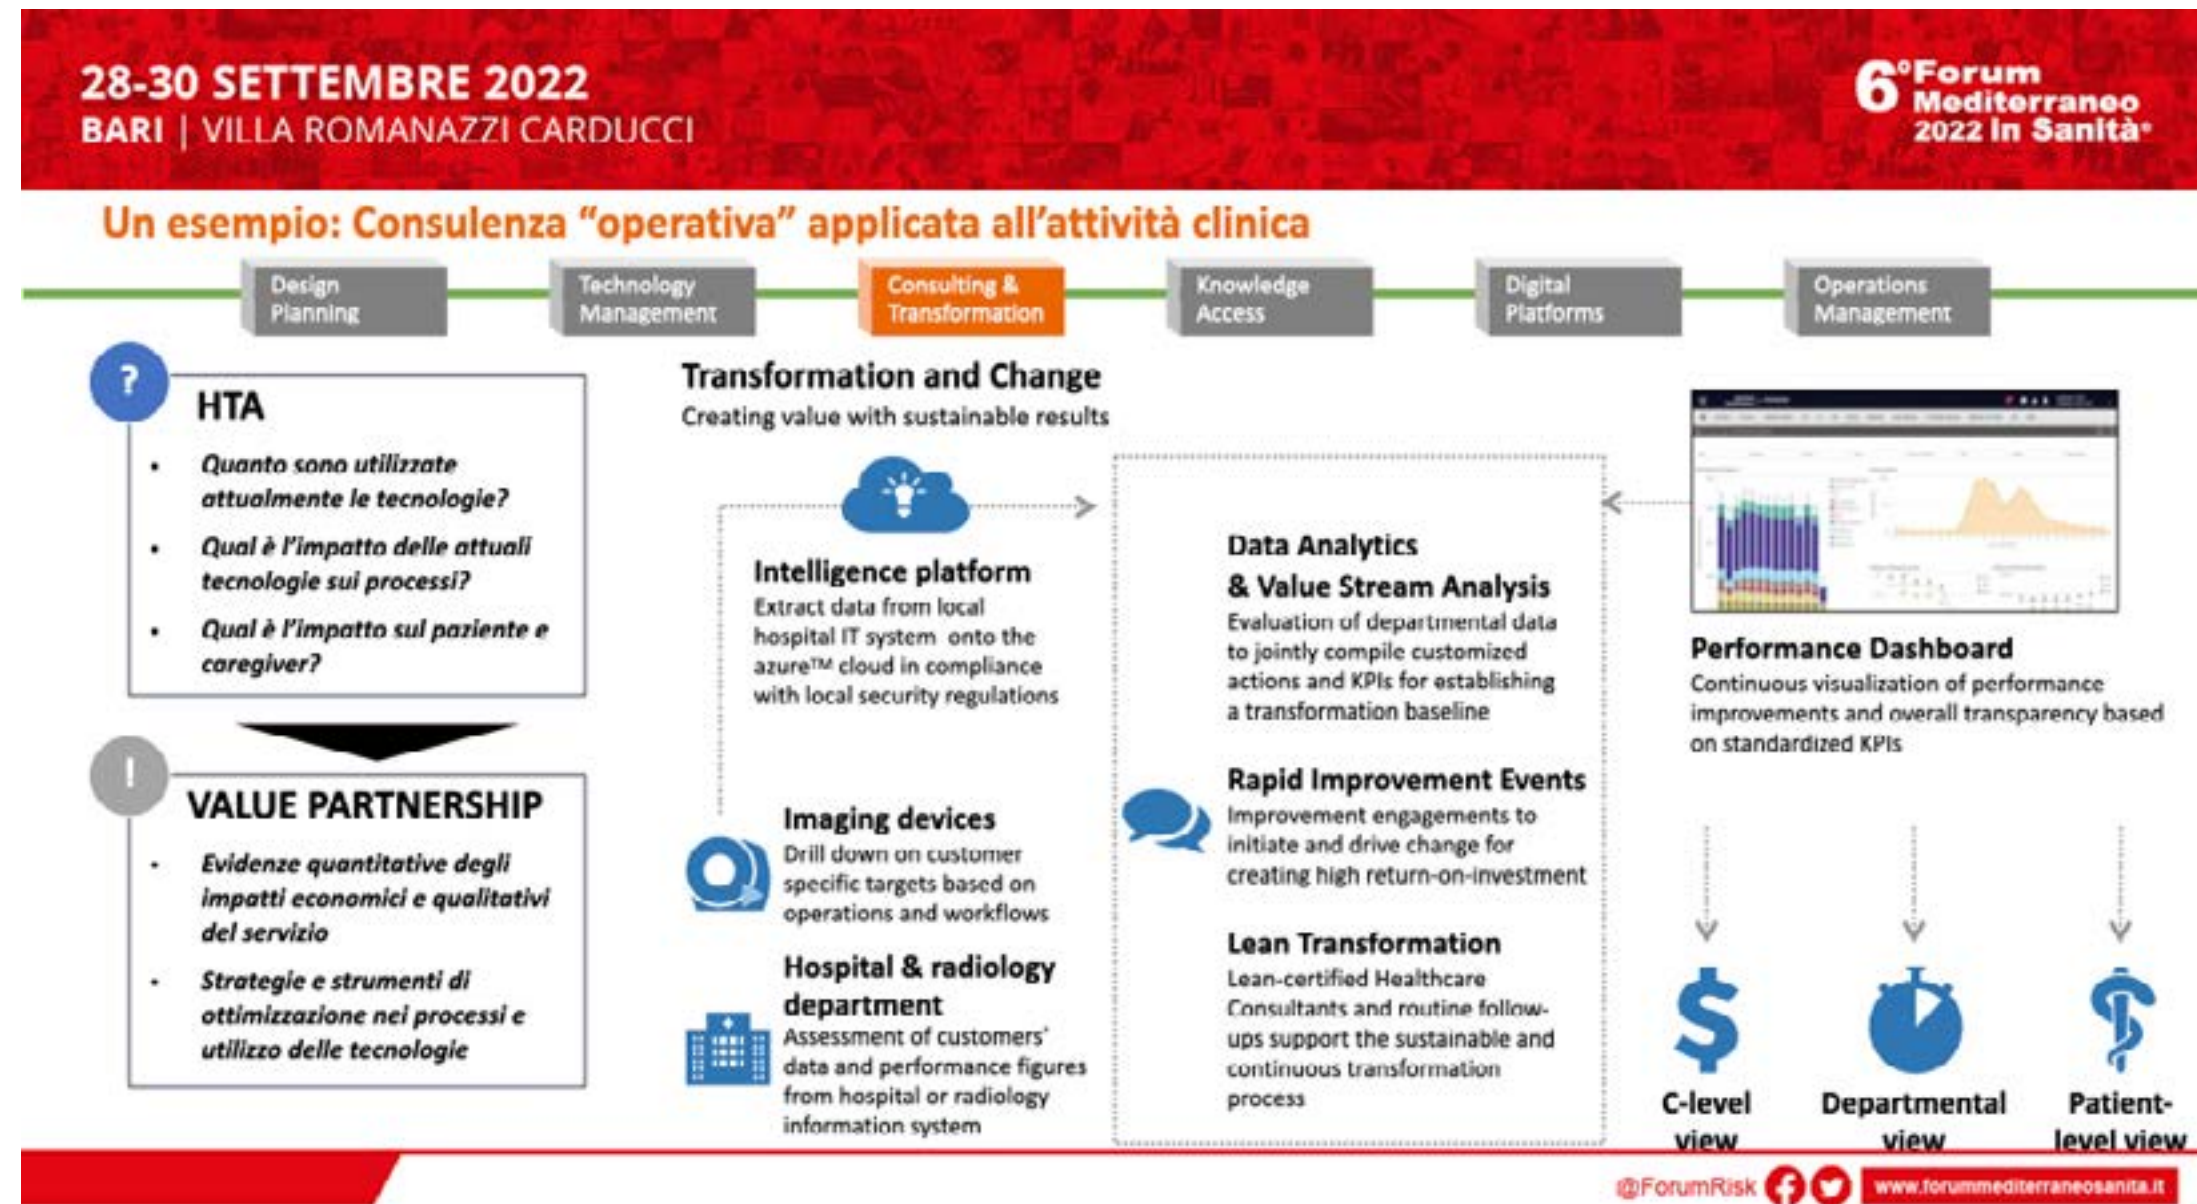 28-30 SETTEMBRE 2022
BARI | VILLA ROMANAZZI CARDUCCI
6° Forum
Mediterraneo
2022 in Sanità
Un esempio: Consulenza “operativa” applicata all’attività clinica
Design
Planning
Technology
Management
Consulting &
Transformation
Knowledge
Access
Digital
Platforms
Operations
Management
?
HTA
• Quanto sono utilizzate
attualmente le tecnologie?
• Qual è l’impatto delle attuali
tecnologie sui processi?
• Qual è l’impatto sul paziente e
caregiver?
!
VALUE PARTNERSHIP
- Evidenze quantitative degli
impatti economici e qualitativi
del servizio
- Strategie e strumenti di
ottimizzazione nei processi e
utilizzo delle tecnologie
Transformation and Change
Creating value with sustainable results
Intelligence platform
Extract data from local
hospital IT system onto the
azure™ cloud in compliance
with local security regulations
Imaging devices
Drill down on customer
specific targets based on
operations and workflows
Hospital & radiology
department
Assessment of customers'
data and performance figures
from hospital or radiology
information system
Data Analytics
& Value Stream Analysis
Evaluation of departmental data
to jointly compile customized
actions and KPIs for establishing
a transformation baseline
Rapid Improvement Events
Improvement engagements to
initiate and drive change for
creating high return-on-investment
Lean Transformation
Lean-certified Healthcare
Consultants and routine follow-
ups support the sustainable and
continuous transformation
process
Performance Dashboard
Continuous visualization of performance
improvements and overall transparency based
on standardized KPIs
C-level
view
Departmental
view
Patient-
level view
@ForumRisk
www.forummediterraneosanita.it